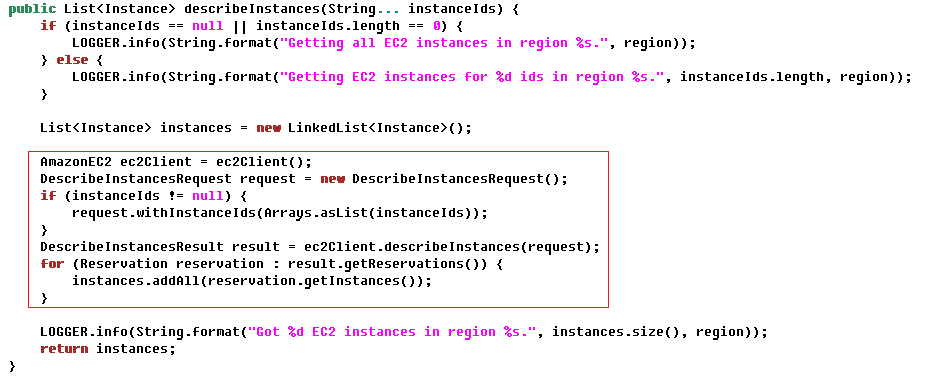 public List<Instance> describeInstances(String... instanceIds) {
    if (instanceIds == null || instanceIds.length == 0) {
        LOGGER.info(String.format("Getting all EC2 instances in region %s.", region));
    } else {
        LOGGER.info(String.format("Getting EC2 instances for %d ids in region %s.", instanceIds.length, region));
    }

    List<Instance> instances = new LinkedList<Instance>();

    AmazonEC2 ec2Client = ec2Client();
    DescribeInstancesRequest request = new DescribeInstancesRequest();
    if (instanceIds != null) {
        request.withInstanceIds(Arrays.asList(instanceIds));
    }
    DescribeInstancesResult result = ec2Client.describeInstances(request);
    for (Reservation reservation : result.getReservations()) {
        instances.addAll(reservation.getInstances());
    }

    LOGGER.info(String.format("Got %d EC2 instances in region %s.", instances.size(), region));
    return instances;
}